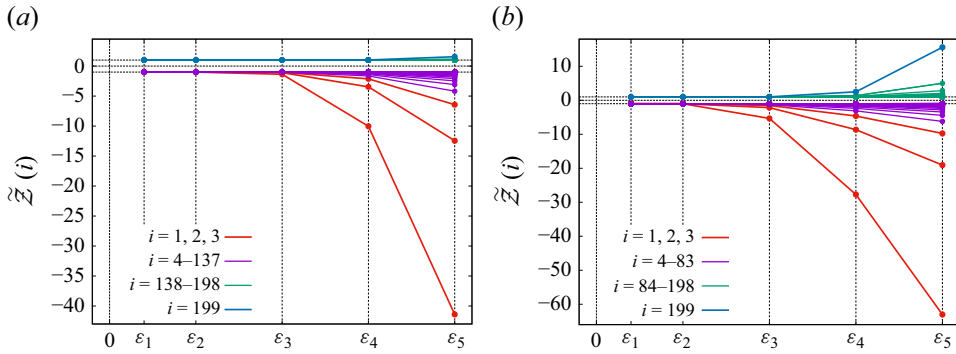 (a)
0
−5
−10
−15
−20
−25
−30
−35
−40
Z̃ (i)
i = 1, 2, 3
i = 4–137
i = 138–198
i = 199
0 ε1 ε2 ε3 ε4 ε5
(b)
10
0
−10
−20
−30
−40
−50
−60
Z̃ (i)
i = 1, 2, 3
i = 4–83
i = 84–198
i = 199
0 ε1 ε2 ε3 ε4 ε5